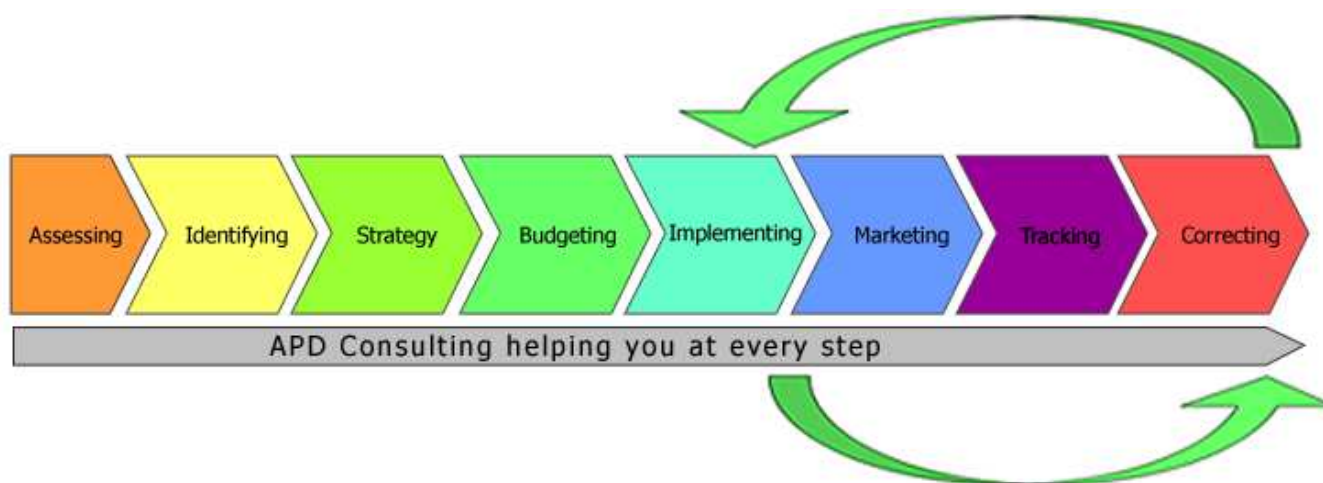 Assessing
Identifying
Strategy
Budgeting
Implementing
Marketing
Tracking
Correcting
APD Consulting helping you at every step